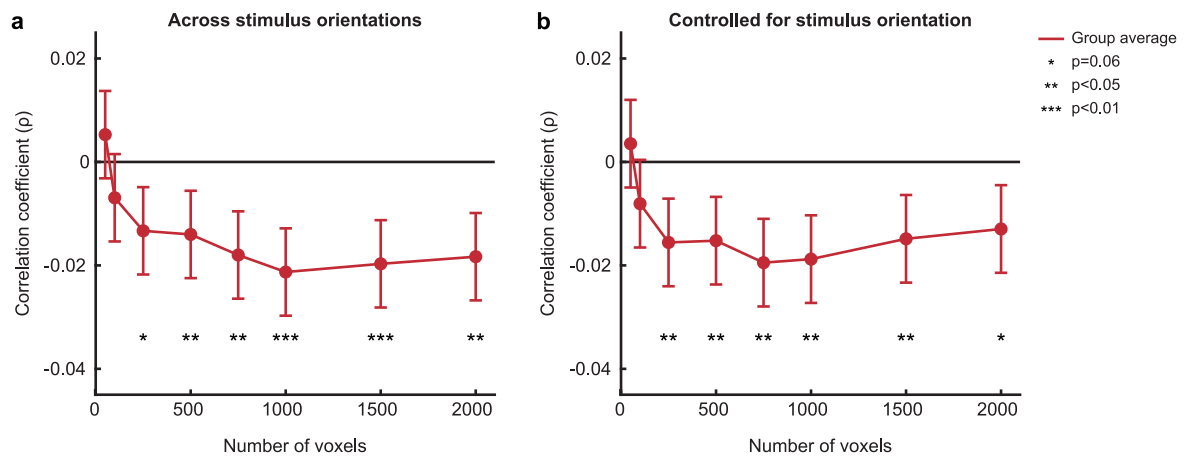 a
Across stimulus orientations
0.02
0
-0.02
-0.04
Correlation coefficient (ρ)
* ** ** *** *** **
0 500 1000 1500 2000
Number of voxels
b
Controlled for stimulus orientation
0.02
0
-0.02
-0.04
Correlation coefficient (ρ)
** ** ** ** ** *
0 500 1000 1500 2000
Number of voxels
Group average
* p=0.06
** p<0.05
*** p<0.01